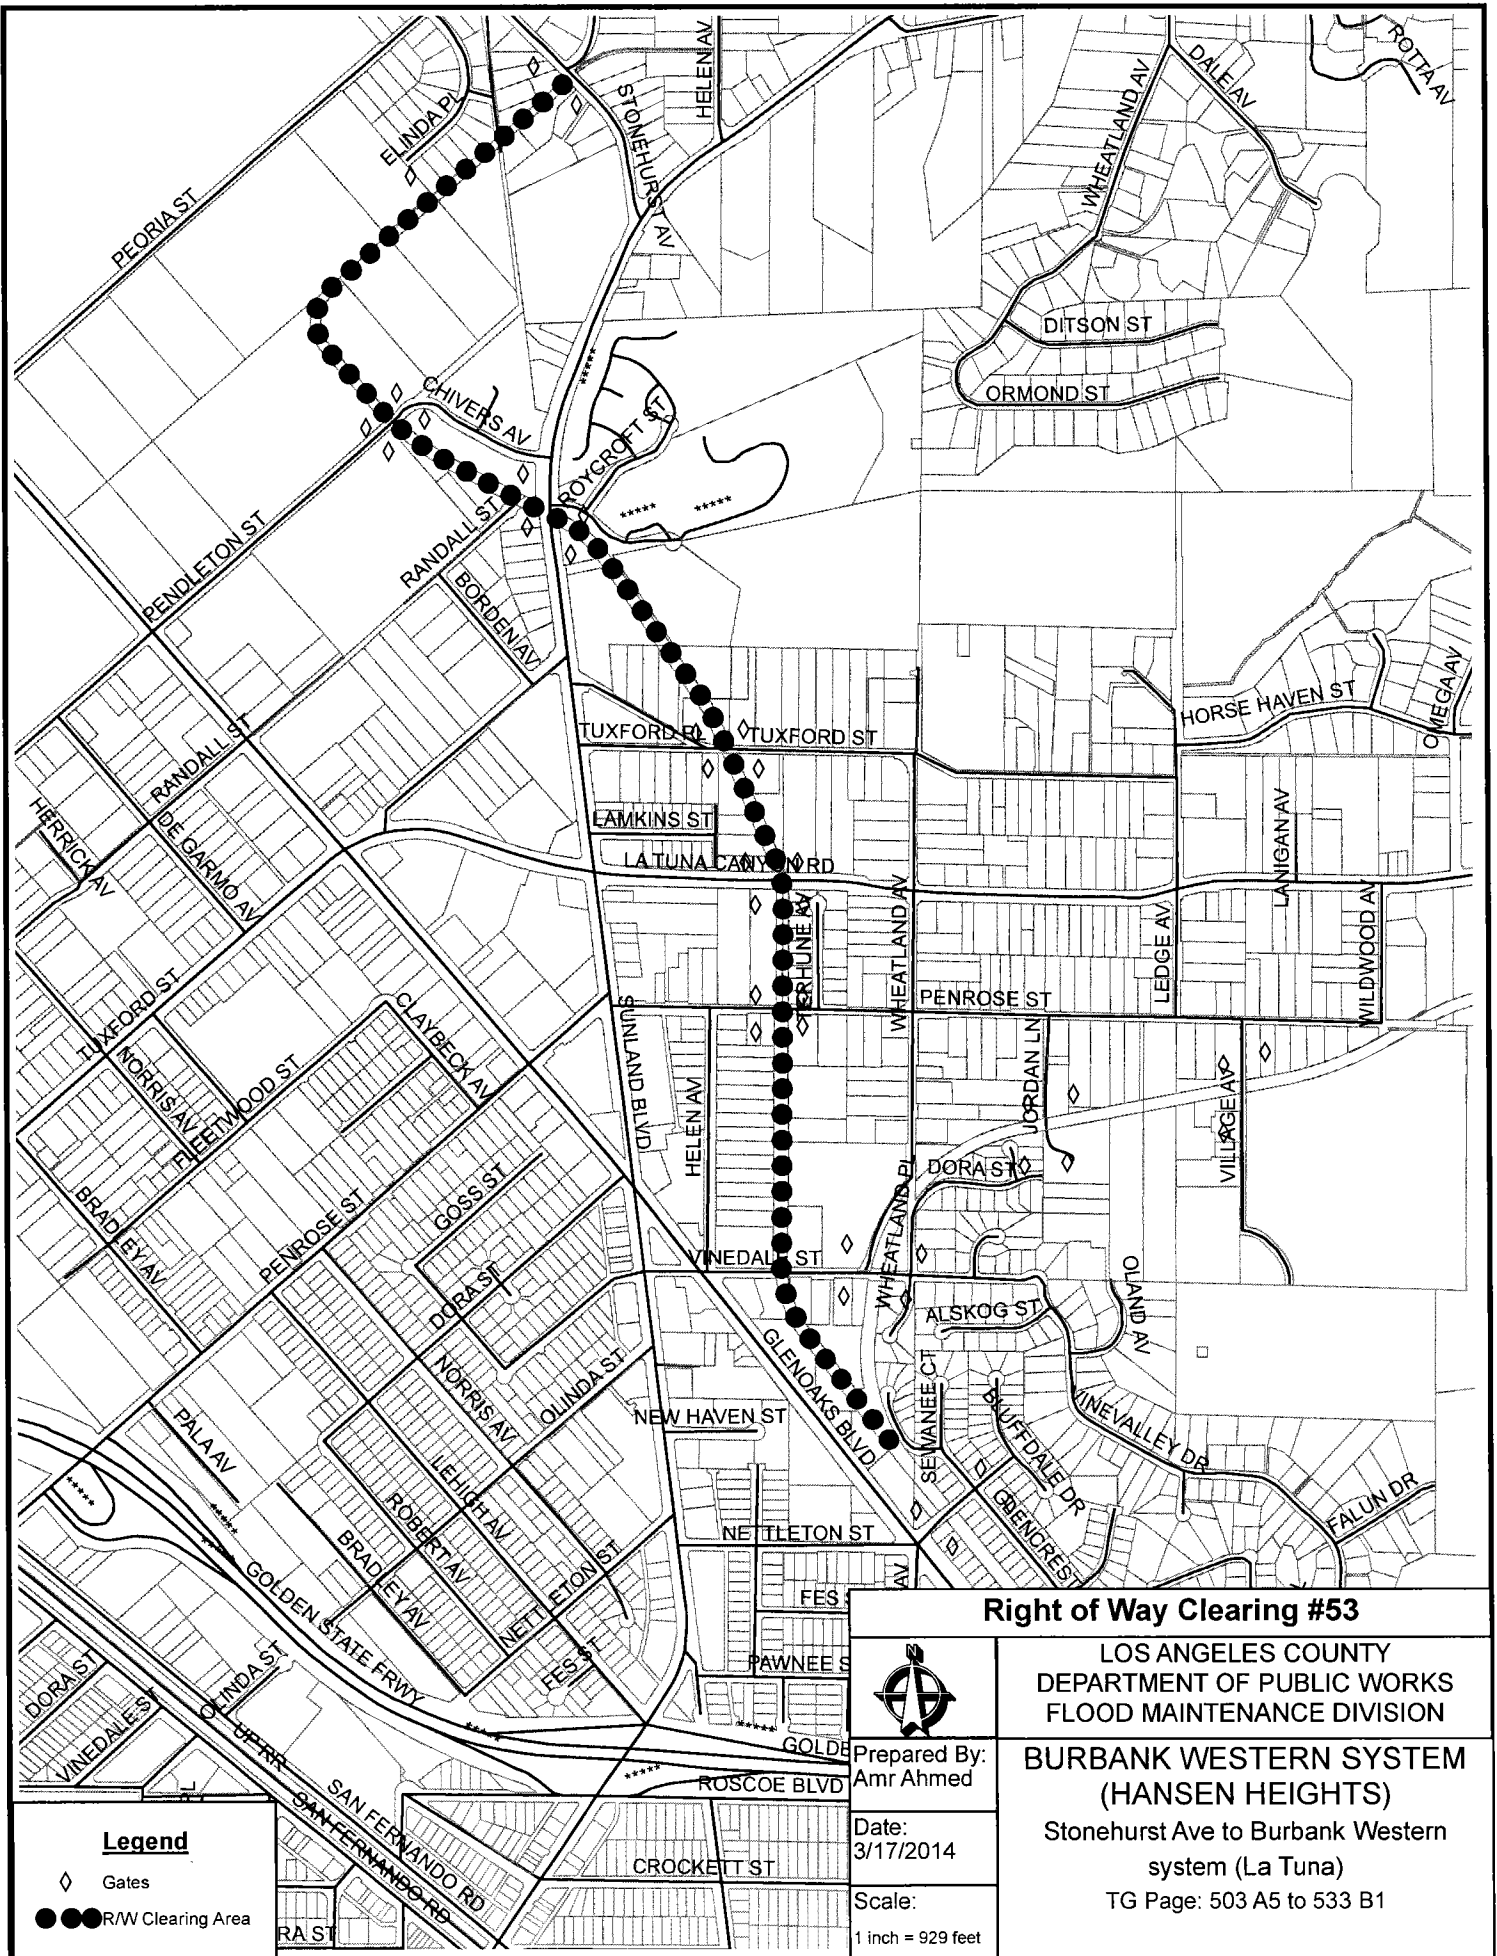 ROTTA AV
DALE AV
HELEN AV
WHEATLAND AV
STONEHURST AV
ELINDA PL
PEORIA ST
DITSON ST
ORMOND ST
CHIVERS AV
ROYCROFT ST
*****
*****
*****
RANDALL ST
PENDLETON ST
BORDEN AV
HORSE HAVEN ST
OMEGA AV
TUXFORD PL
TUXFORD ST
RANDALL ST
HERRICK AV
DE GARMO AV
LAMKINS ST
LA TUNA CANYON RD
LANIGAN AV
TERHUNE AV
WHEATLAND AV
LEDGE AV
WILDWOOD AV
PENROSE ST
TUXFORD ST
CLAYBECK AV
SUNLAND BLVD
NORRIS AV
FLEETWOOD ST
HELEN AV
JORDAN LN
VILLAGE AV
DORA ST
WHEATLAND PL
GOSS ST
BRADLEY AV
PENROSE ST
VINEDALE ST
DORA ST
OLAND AV
ALSKOG ST
GLENOAKS BLVD
NORRIS AV
OLINDA ST
NEW HAVEN ST
SEWANEE CT
BLUFFDALE DR
VINEVALLEY DR
PALA AV
LEHIGH AV
ROBERT AV
BRADLEY AV
FALUN DR
GLENCREST
NETTLETON ST
*****
*****
*****
GOLDEN STATE FRWY
NETTLETON ST
FES ST
FES S
AV
PAWNEE S
DORA ST
OLINDA ST
VINEDALE ST
UP RR
*****
*****
*****
GOLDE
ROSCOE BLVD
PL
SAN FERNANDO RD
SAN FERNANDO RD
CROCKETT ST
RA ST
Legend
Gates
R/W Clearing Area
Right of Way Clearing #53
N
LOS ANGELES COUNTY
DEPARTMENT OF PUBLIC WORKS
FLOOD MAINTENANCE DIVISION
Prepared By:
Amr Ahmed
Date:
3/17/2014
Scale:
1 inch = 929 feet
BURBANK WESTERN SYSTEM
(HANSEN HEIGHTS)
Stonehurst Ave to Burbank Western
system (La Tuna)
TG Page: 503 A5 to 533 B1